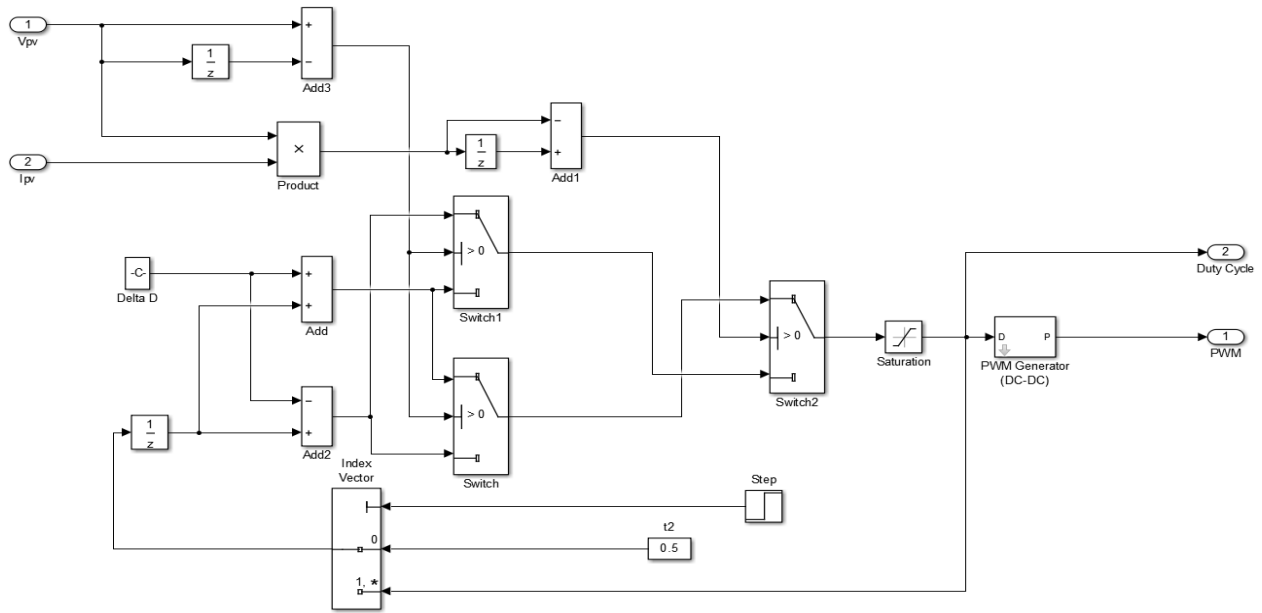 1
Vpv
1
z
+
−
Add3
2
Ipv
×
Product
1
z
−
+
Add1
-C-
Delta D
+
+
Add
> 0
Switch1
−
+
Add2
1
z
> 0
Switch
> 0
Switch2
Saturation
D
P
PWM Generator
(DC-DC)
2
Duty Cycle
1
PWM
Index
Vector
0
1, *
Step
t2
0.5